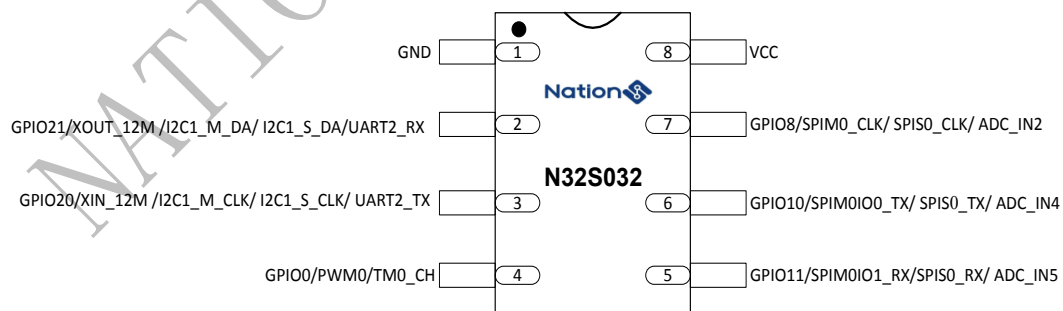 NATIO
GND 1 8 VCC
Nation
GPIO21/XOUT_12M /I2C1_M_DA/ I2C1_S_DA/UART2_RX 2 7 GPIO8/SPIM0_CLK/ SPIS0_CLK/ ADC_IN2
N32S032
GPIO20/XIN_12M /I2C1_M_CLK/ I2C1_S_CLK/ UART2_TX 3 6 GPIO10/SPIM0IO0_TX/ SPIS0_TX/ ADC_IN4
GPIO0/PWM0/TM0_CH 4 5 GPIO11/SPIM0IO1_RX/SPIS0_RX/ ADC_IN5